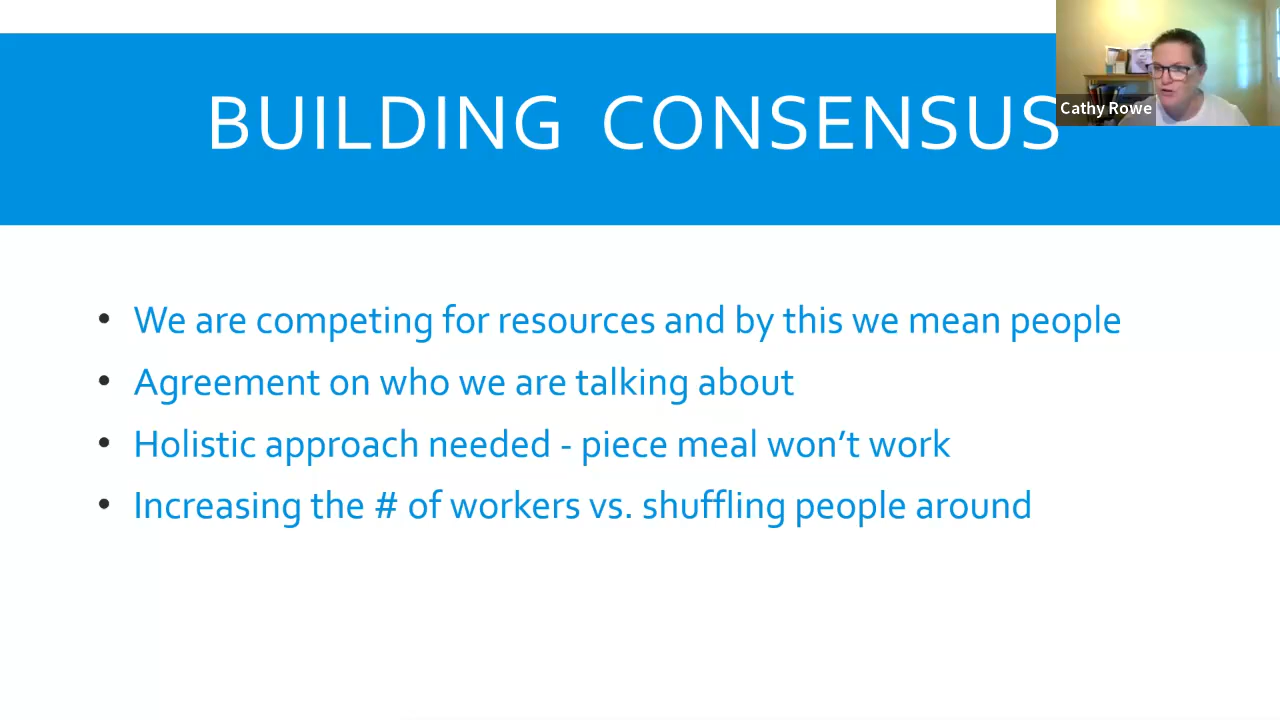 BUILDING CONSENSUS
Cathy Rowe
• We are competing for resources and by this we mean people
• Agreement on who we are talking about
• Holistic approach needed - piece meal won’t work
• Increasing the # of workers vs. shuffling people around